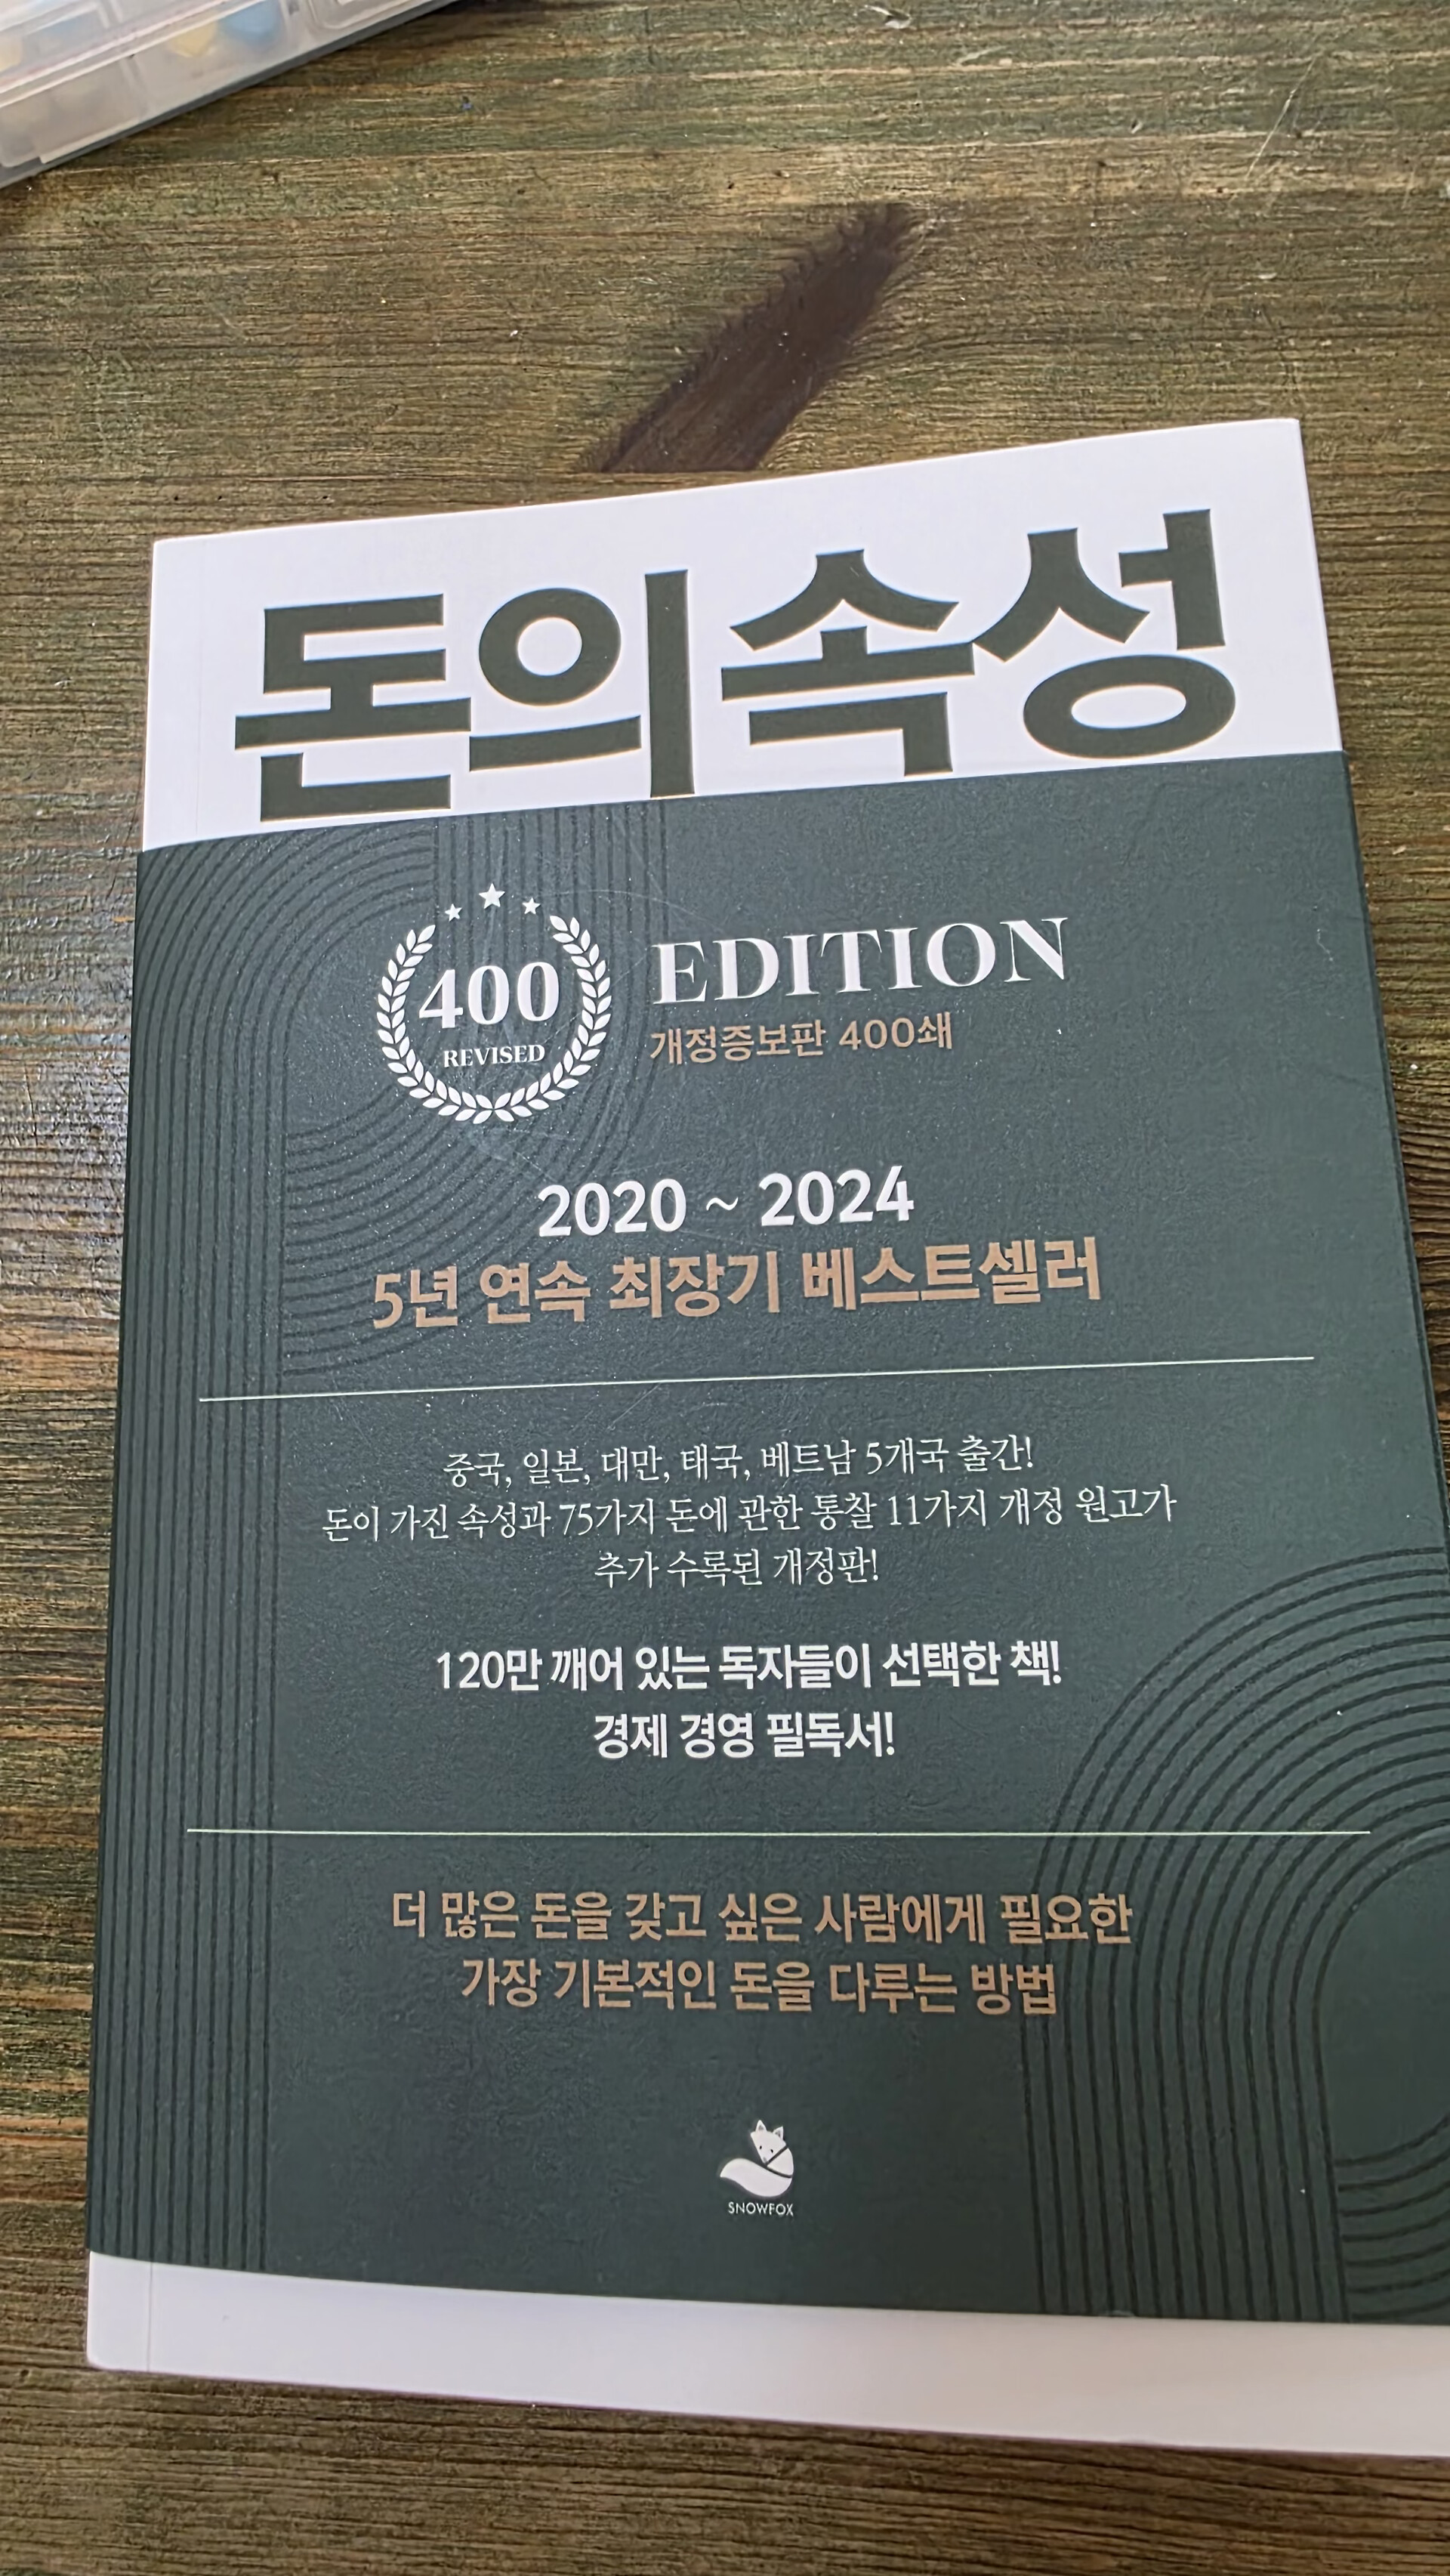 돈의 속성
400
REVISED
EDITION
개정증보판 400쇄
2020 ~ 2024
5년 연속 최장기 베스트셀러
중국, 일본, 대만, 태국, 베트남 5개국 출간!
돈이 가진 속성과 75가지 돈에 관한 통찰 11가지 개정 원고가
추가 수록된 개정판!
120만 깨어 있는 독자들이 선택한 책!
경제 경영 필독서!
더 많은 돈을 갖고 싶은 사람에게 필요한
가장 기본적인 돈을 다루는 방법
SNOWFOX